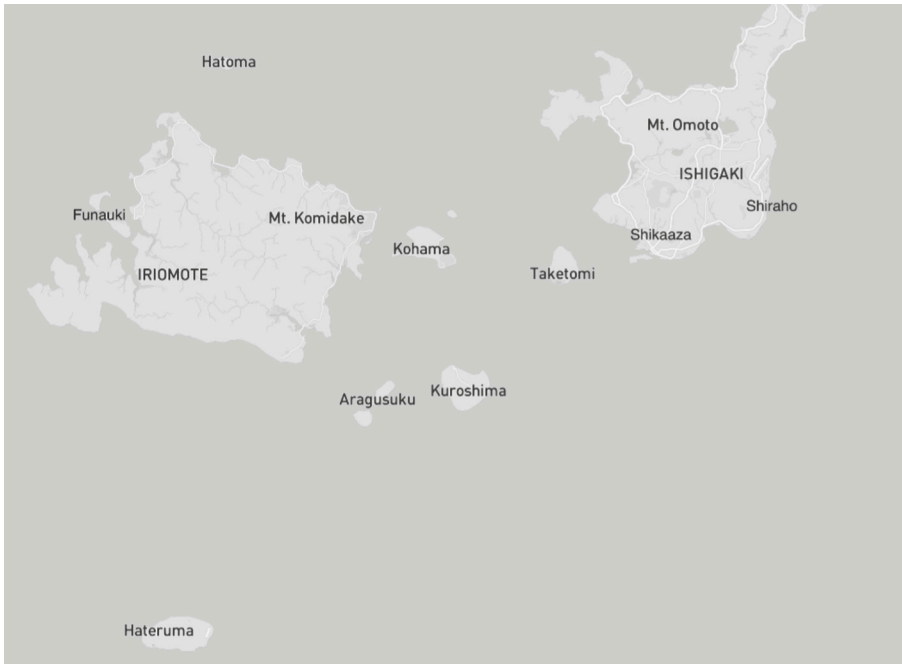 Hatoma
Mt. Omoto
ISHIGAKI
Shiraho
Funauki
Mt. Komidake
Shikaaza
Kohama
IRIOMOTE
Taketomi
Aragusuku
Kuroshima
Hateruma